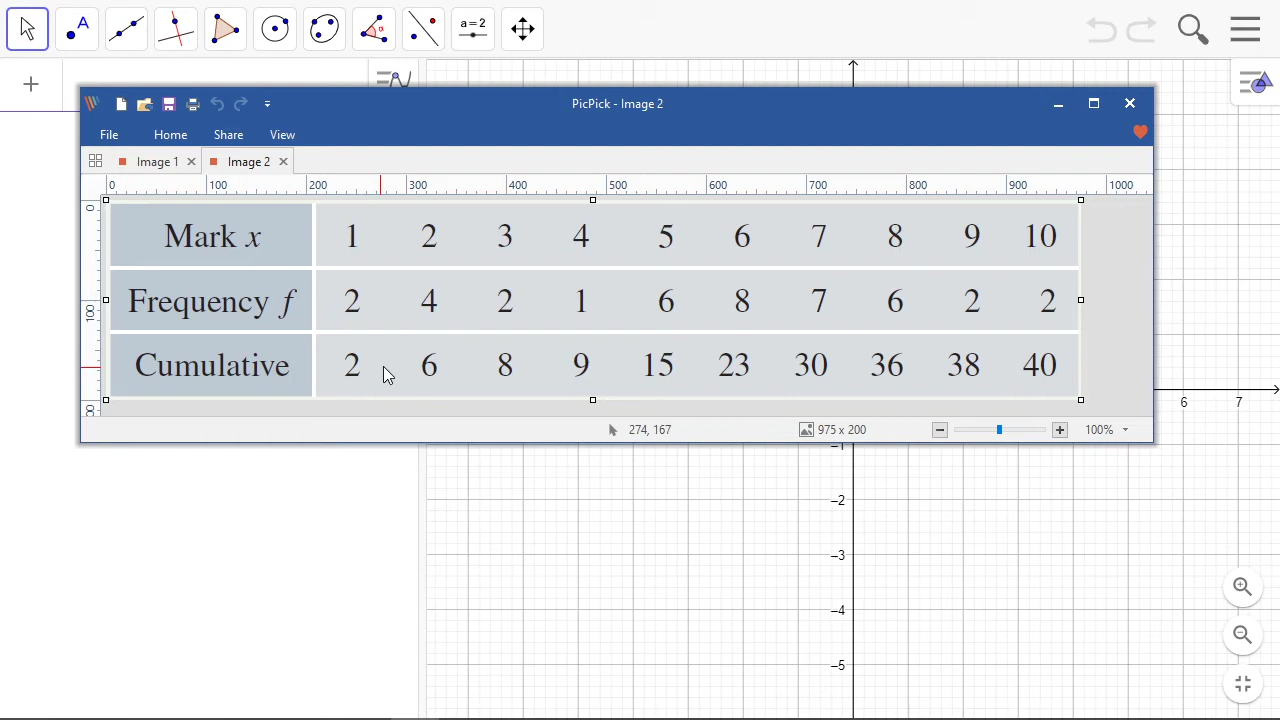 A
α
a=2
PicPick - Image 2
File Home Share View
Image 1 Image 2
0 100 200 300 400 500 600 700 800 900 1000
0
100
Mark x 1 2 3 4 5 6 7 8 9 10
Frequency f 2 4 2 1 6 8 7 6 2 2
Cumulative 2 6 8 9 15 23 30 36 38 40
274, 167 975 x 200 100%
6 7
−1
−2
−3
−4
−5